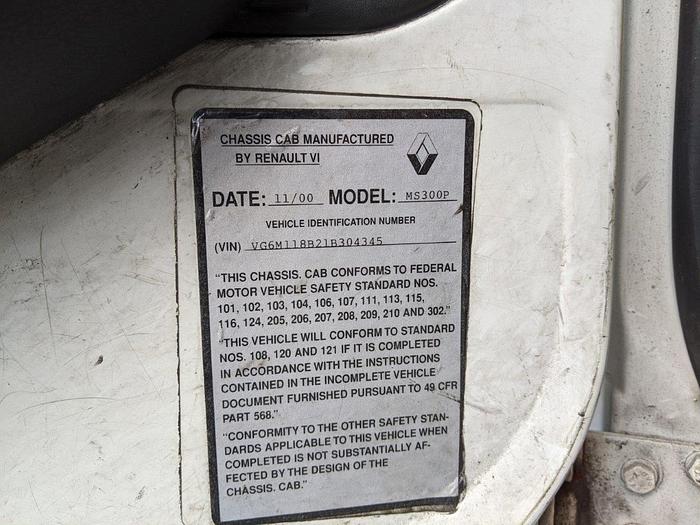 CHASSIS CAB MANUFACTURED
BY RENAULT VI
DATE: 11/00 MODEL: MS300P
VEHICLE IDENTIFICATION NUMBER
(VIN) VG6M118B21B304345
"THIS CHASSIS. CAB CONFORMS TO FEDERAL
MOTOR VEHICLE SAFETY STANDARD NOS.
101, 102, 103, 104, 106, 107, 111, 113, 115,
116, 124, 205, 206, 207, 208, 209, 210 AND 302."
"THIS VEHICLE WILL CONFORM TO STANDARD
NOS. 108, 120 AND 121 IF IT IS COMPLETED
IN ACCORDANCE WITH THE INSTRUCTIONS
CONTAINED IN THE INCOMPLETE VEHICLE
DOCUMENT FURNISHED PURSUANT TO 49 CFR
PART 568."
"CONFORMITY TO THE OTHER SAFETY STAN-
DARDS APPLICABLE TO THIS VEHICLE WHEN
COMPLETED IS NOT SUBSTANTIALLY AF-
FECTED BY THE DESIGN OF THE
CHASSIS. CAB."